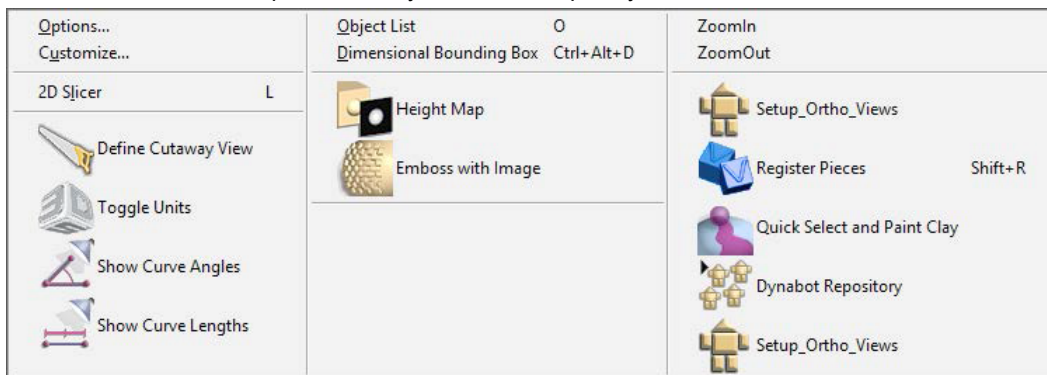 Options...
Customize...
2D Slicer L
Define Cutaway View
Toggle Units
Show Curve Angles
Show Curve Lengths
Object List O
Dimensional Bounding Box Ctrl+Alt+D
Height Map
Emboss with Image
ZoomIn
ZoomOut
Setup_Ortho_Views
Register Pieces Shift+R
Quick Select and Paint Clay
Dynabot Repository
Setup_Ortho_Views